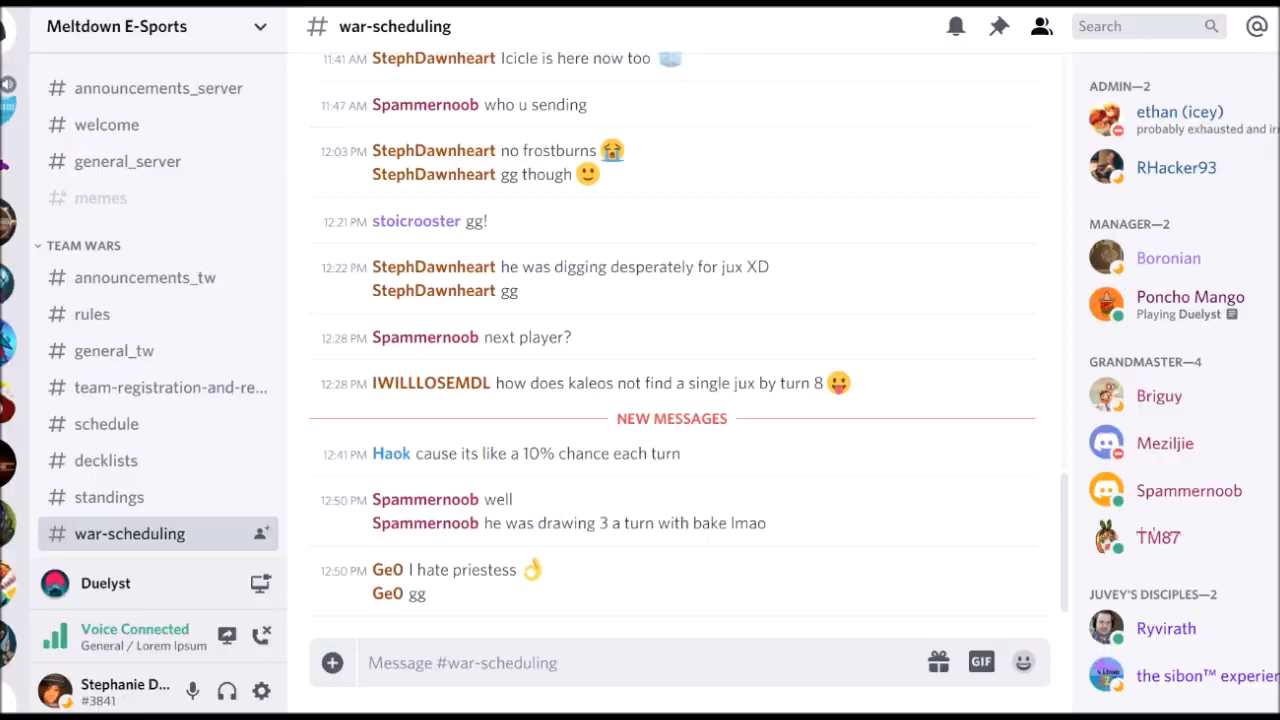 Meltdown E-Sports
announcements_server
welcome
general_server
memes
TEAM WARS
announcements_tw
rules
general_tw
team-registration-and-re...
schedule
decklists
standings
war-scheduling
Duelyst
Voice Connected
General / Lorem Ipsum
Stephanie D...
#3841
# war-scheduling
Search
11:41 AM StephDawnheart Icicle is here now too
11:47 AM Spammernoob who u sending
12:03 PM StephDawnheart no frostburns 😭
StephDawnheart gg though 🙂
12:21 PM stoicrooster gg!
12:22 PM StephDawnheart he was digging desperately for jux XD
StephDawnheart gg
12:28 PM Spammernoob next player?
12:28 PM IWILLLOSEMDL how does kaleos not find a single jux by turn 8 😛
NEW MESSAGES
12:41 PM Haok cause its like a 10% chance each turn
12:50 PM Spammernoob well
Spammernoob he was drawing 3 a turn with bake lmao
12:50 PM Ge0 I hate priestess 👌
Ge0 gg
Message #war-scheduling
GIF
ADMIN—2
ethan (icey)
probably exhausted and
RHacker93
MANAGER—2
Boronian
Poncho Mango
Playing Duelyst
GRANDMASTER—4
Briguy
Meziljie
Spammernoob
ṪṀ87
JUVEY'S DISCIPLES—2
Ryvirath
the sibon™ experier